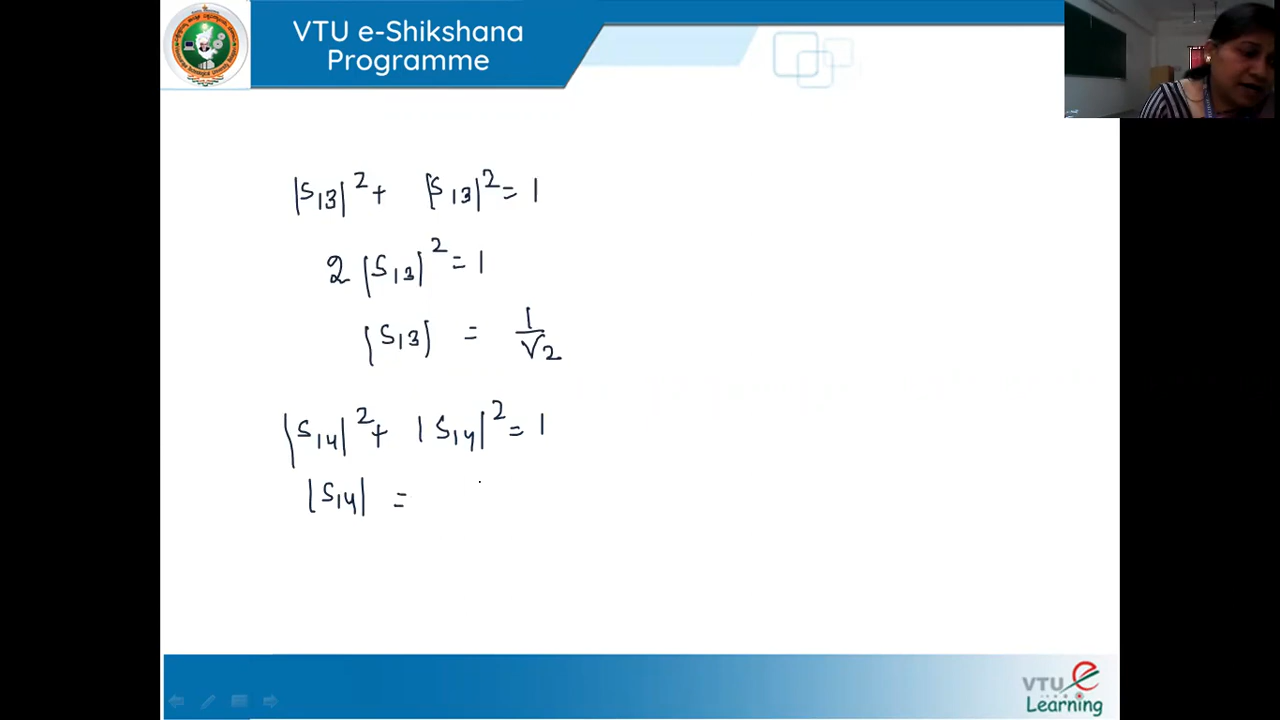 VTU e-Shikshana
Programme
|S₁₃|² + |S₁₃|² = 1
2 |S₁₃|² = 1
|S₁₃| = 1/√2
|S₁₄|² + |S₁₄|² = 1
|S₁₄| =
VTU e
Learning